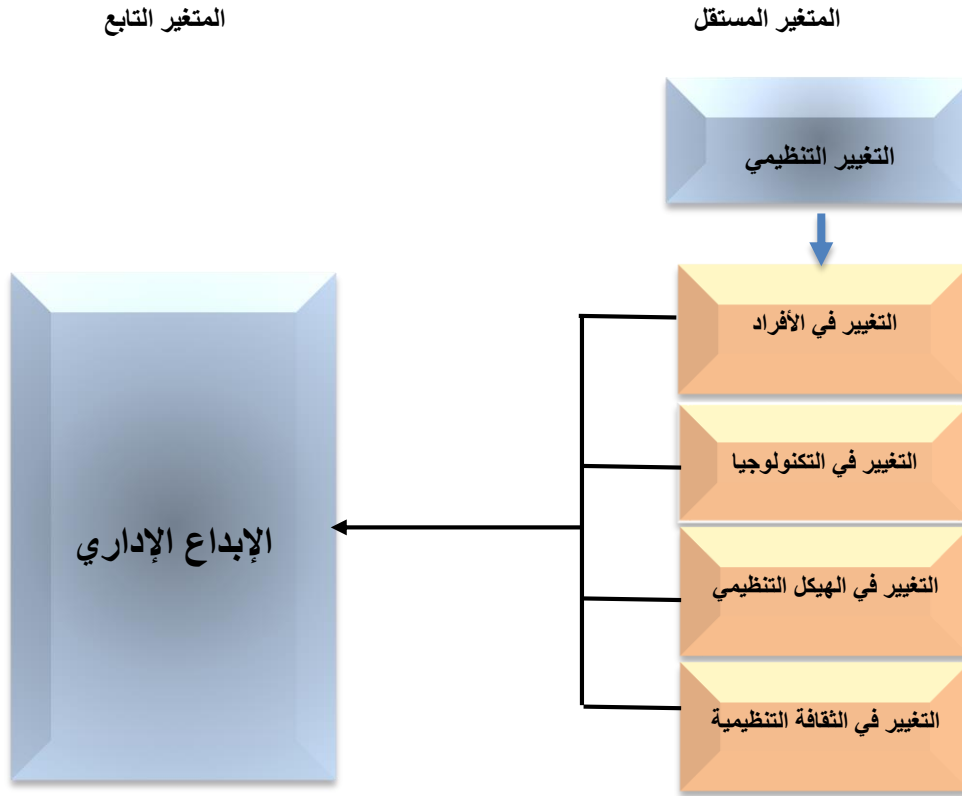 المتغير المستقل
المتغير التابع
التغيير التنظيمي
التغيير في الأفراد
التغيير في التكنولوجيا
التغيير في الهيكل التنظيمي
التغيير في الثقافة التنظيمية
الإبداع الإداري